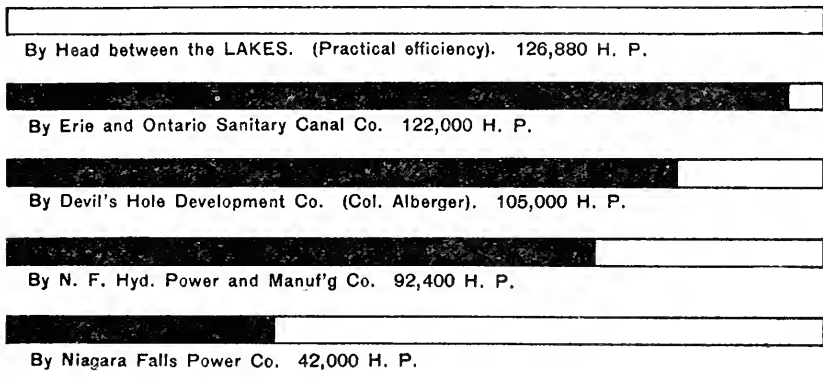 By Head between the LAKES. (Practical efficiency). 126,880 H. P.
By Erie and Ontario Sanitary Canal Co. 122,000 H. P.
By Devil's Hole Development Co. (Col. Alberger). 105,000 H. P.
By N. F. Hyd. Power and Manuf'g Co. 92,400 H. P.
By Niagara Falls Power Co. 42,000 H. P.